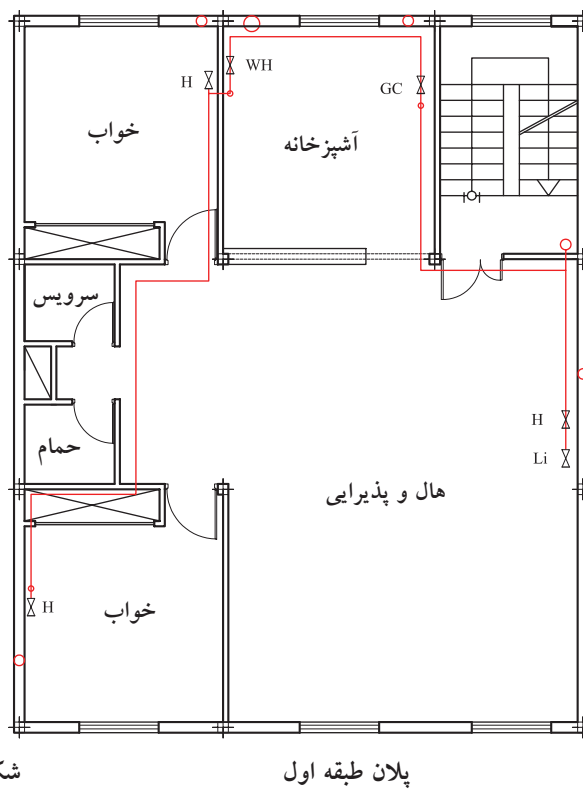 WH
H
GC
خواب
آشپزخانه
سرویس
H
حمام
Li
هال و پذیرایی
H
خواب
پلان طبقه اول